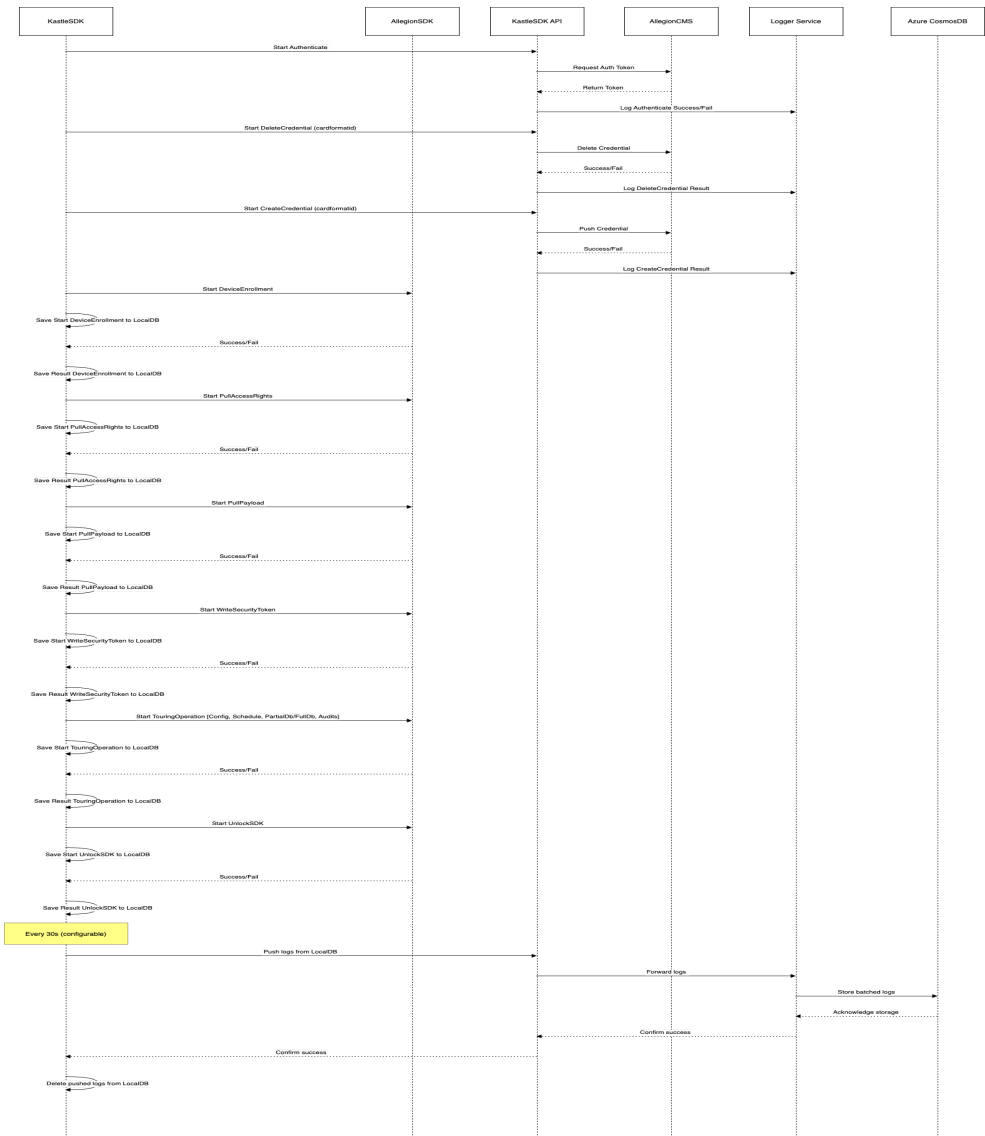 KastleSDK
AllegionSDK
KastleSDK API
AllegionCMS
Logger Service
Azure CosmosDB
Start Authenticate
Request Auth Token
Return Token
Log Authenticate Success/Fail
Start DeleteCredential (cardformatid)
Delete Credential
Success/Fail
Log DeleteCredential Result
Start CreateCredential (cardformatid)
Push Credential
Success/Fail
Log CreateCredential Result
Start DeviceEnrollment
Save Start DeviceEnrollment to LocalDB
Success/Fail
Save Result DeviceEnrollment to LocalDB
Start PullAccessRights
Save Start PullAccessRights to LocalDB
Success/Fail
Save Result PullAccessRights to LocalDB
Start PullPayload
Save Start PullPayload to LocalDB
Success/Fail
Save Result PullPayload to LocalDB
Start WriteSecurityToken
Save Start WriteSecurityToken to LocalDB
Success/Fail
Save Result WriteSecurityToken to LocalDB
Start TouringOperation [Config, Schedule, PartialDb/FullDb, Audits]
Save Start TouringOperation to LocalDB
Success/Fail
Save Result TouringOperation to LocalDB
Start UnlockSDK
Save Start UnlockSDK to LocalDB
Success/Fail
Save Result UnlockSDK to LocalDB
Every 30s (configurable)
Push logs from LocalDB
Forward logs
Store batched logs
Acknowledge storage
Confirm success
Confirm success
Delete pushed logs from LocalDB